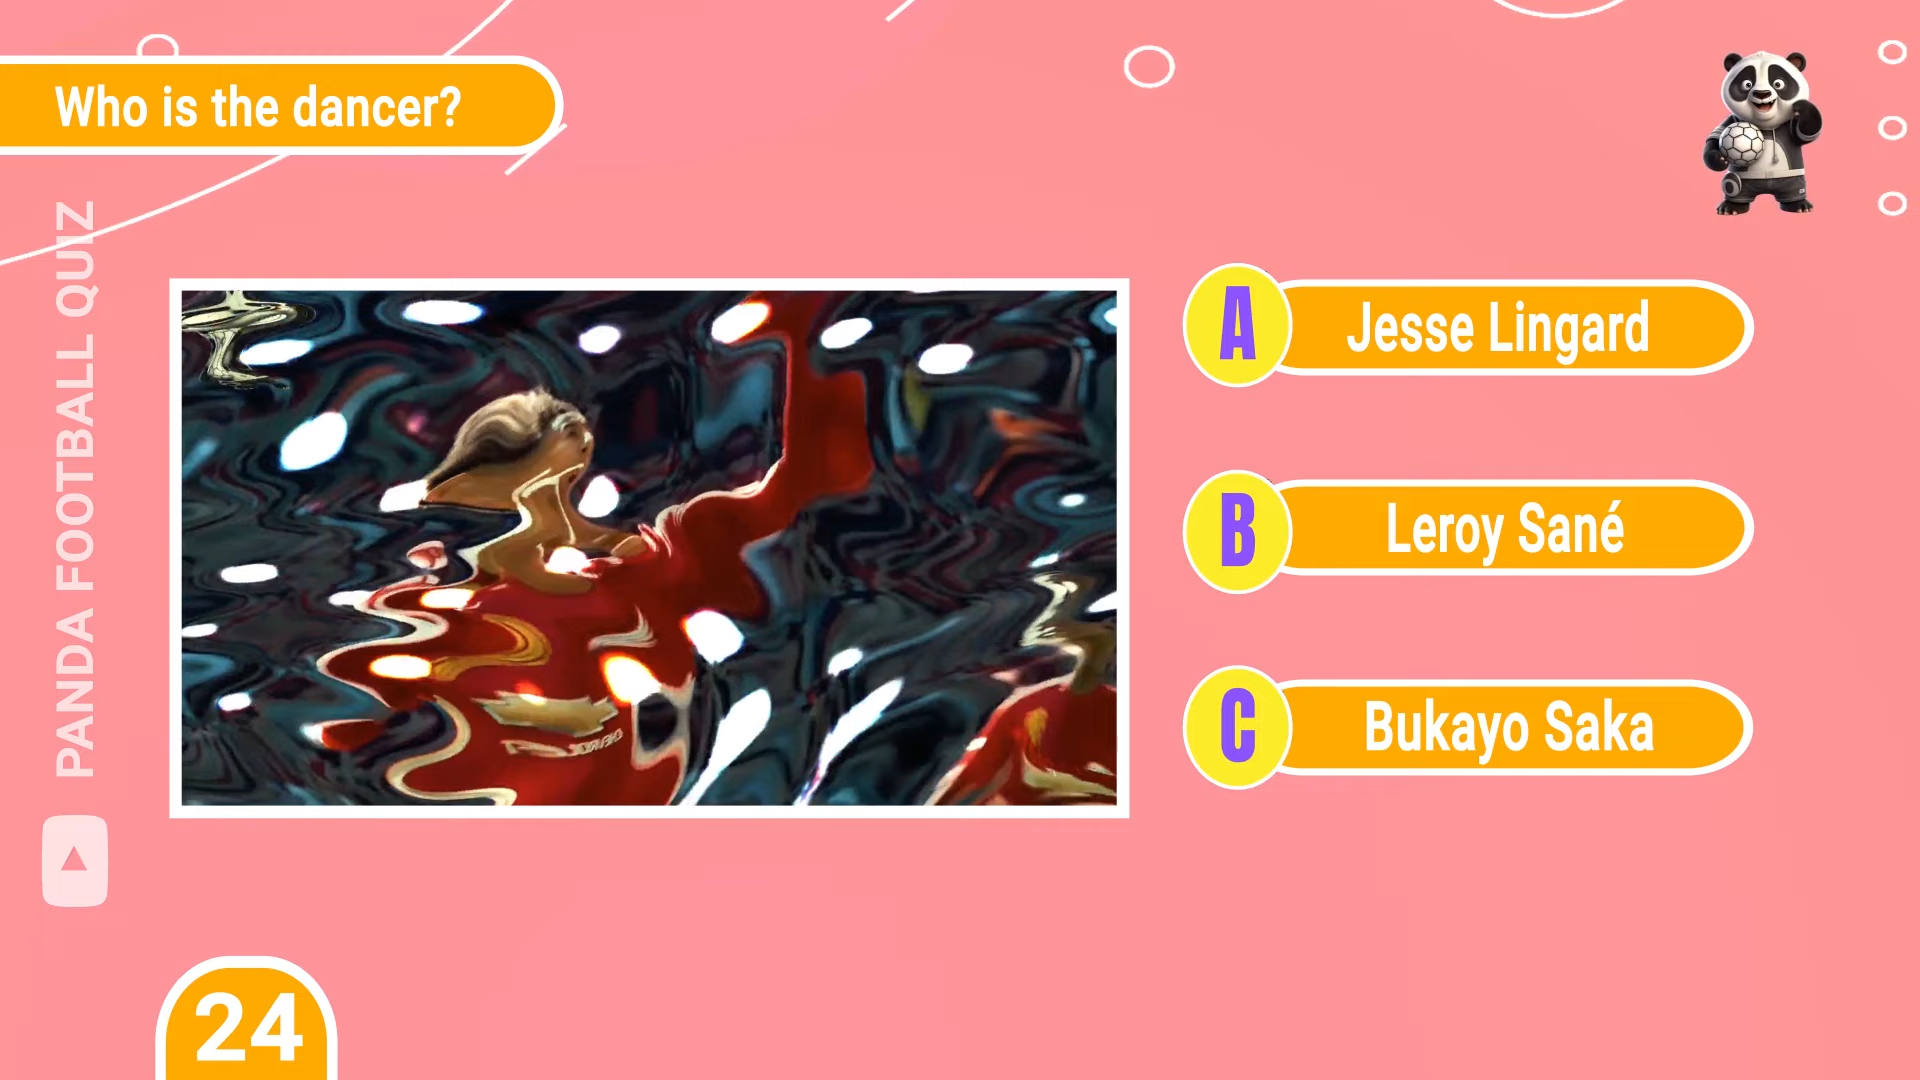 Who is the dancer?
PANDA FOOTBALL QUIZ
A Jesse Lingard
B Leroy Sané
C Bukayo Saka
24